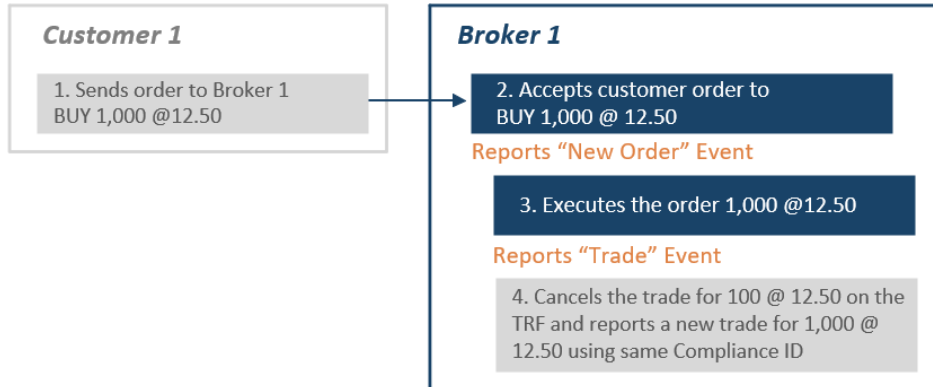 Customer 1
1. Sends order to Broker 1
BUY 1,000 @12.50
Broker 1
2. Accepts customer order to
BUY 1,000 @ 12.50
Reports “New Order” Event
3. Executes the order 1,000 @12.50
Reports “Trade” Event
4. Cancels the trade for 100 @ 12.50 on the
TRF and reports a new trade for 1,000 @
12.50 using same Compliance ID